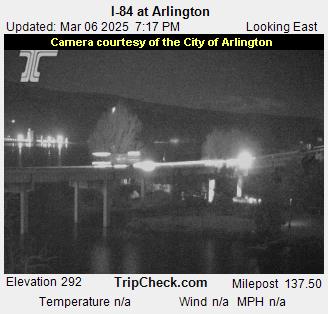 I-84 at Arlington
Updated: Mar 06 2025 7:17 PM Looking East
Camera courtesy of the City of Arlington
Elevation 292 TripCheck.com Milepost 137.50
Temperature n/a Wind n/a MPH n/a